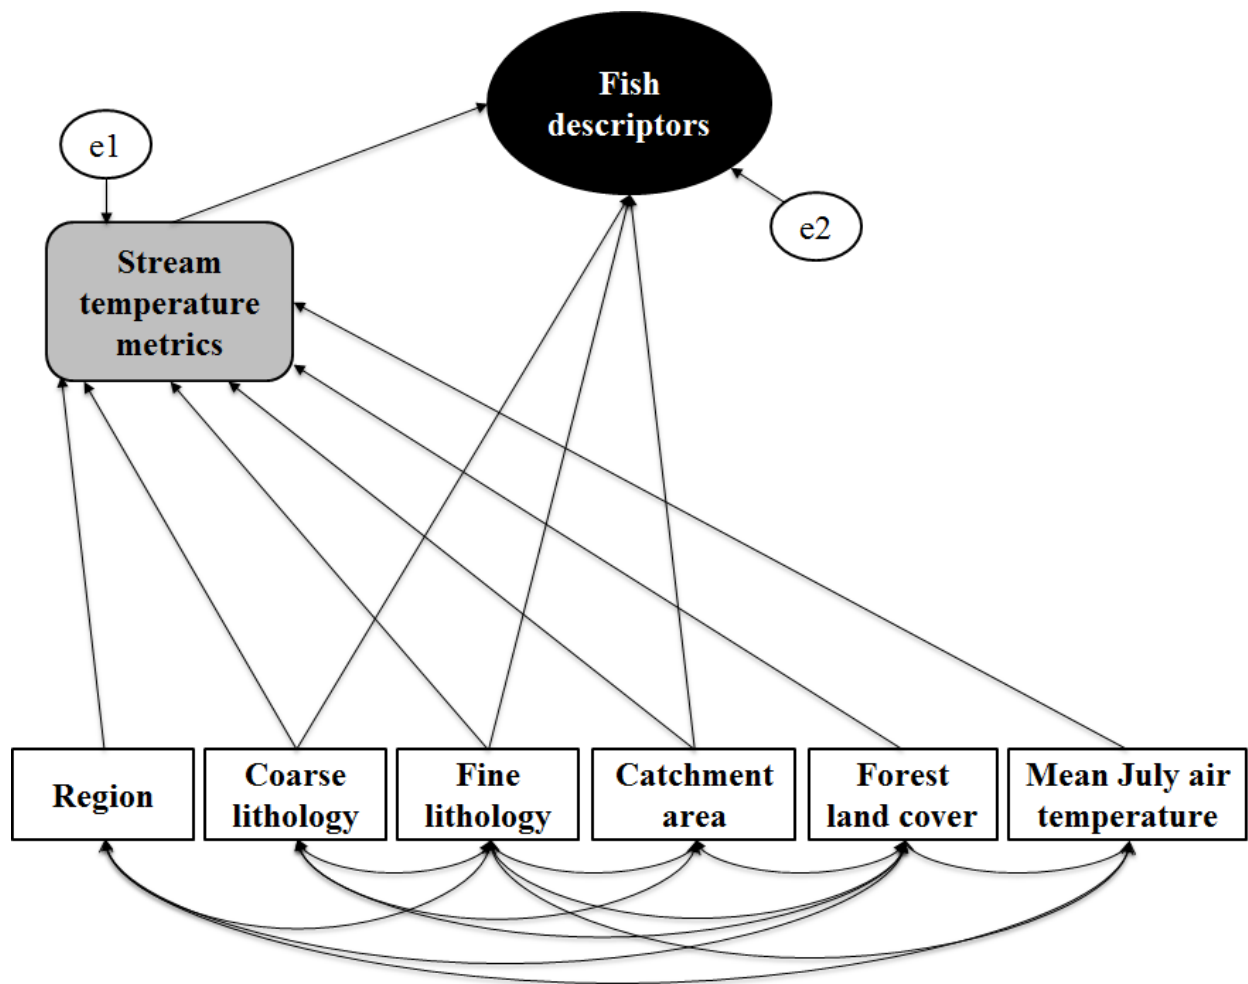 Fish
descriptors
e1
e2
Stream
temperature
metrics
Region
Coarse
lithology
Fine
lithology
Catchment
area
Forest
land cover
Mean July air
temperature